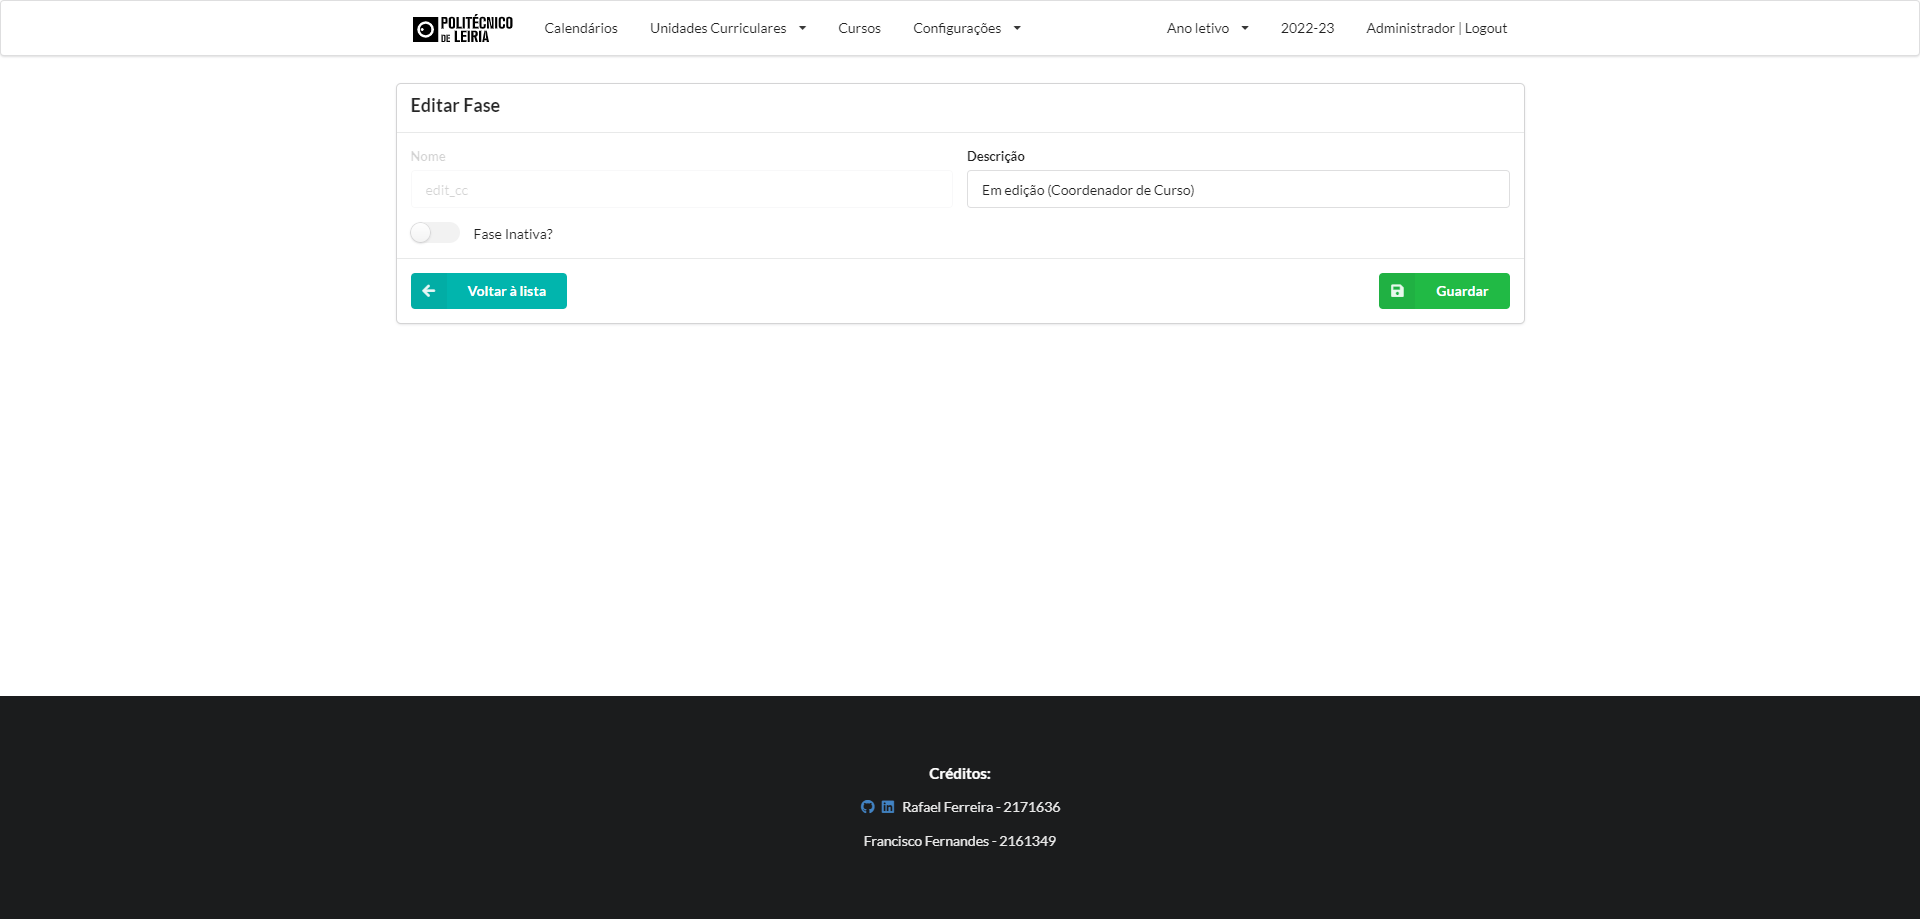 POLITÉCNICO
DE LEIRIA
Calendários
Unidades Curriculares
Cursos
Configurações
Ano letivo
2022-23
Administrador | Logout
Editar Fase
Nome
Descrição
edit_cc
Em edição (Coordenador de Curso)
Fase Inativa?
Voltar à lista
Guardar
Créditos:
Rafael Ferreira - 2171636
Francisco Fernandes - 2161349